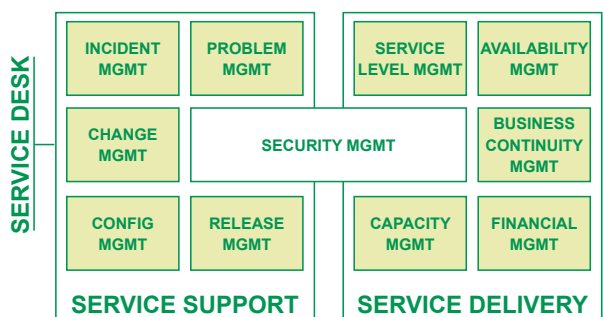 SERVICE DESK
INCIDENT
MGMT
PROBLEM
MGMT
SERVICE
LEVEL MGMT
AVAILABILITY
MGMT
CHANGE
MGMT
SECURITY MGMT
BUSINESS
CONTINUITY
MGMT
CONFIG
MGMT
RELEASE
MGMT
CAPACITY
MGMT
FINANCIAL
MGMT
SERVICE SUPPORT
SERVICE DELIVERY